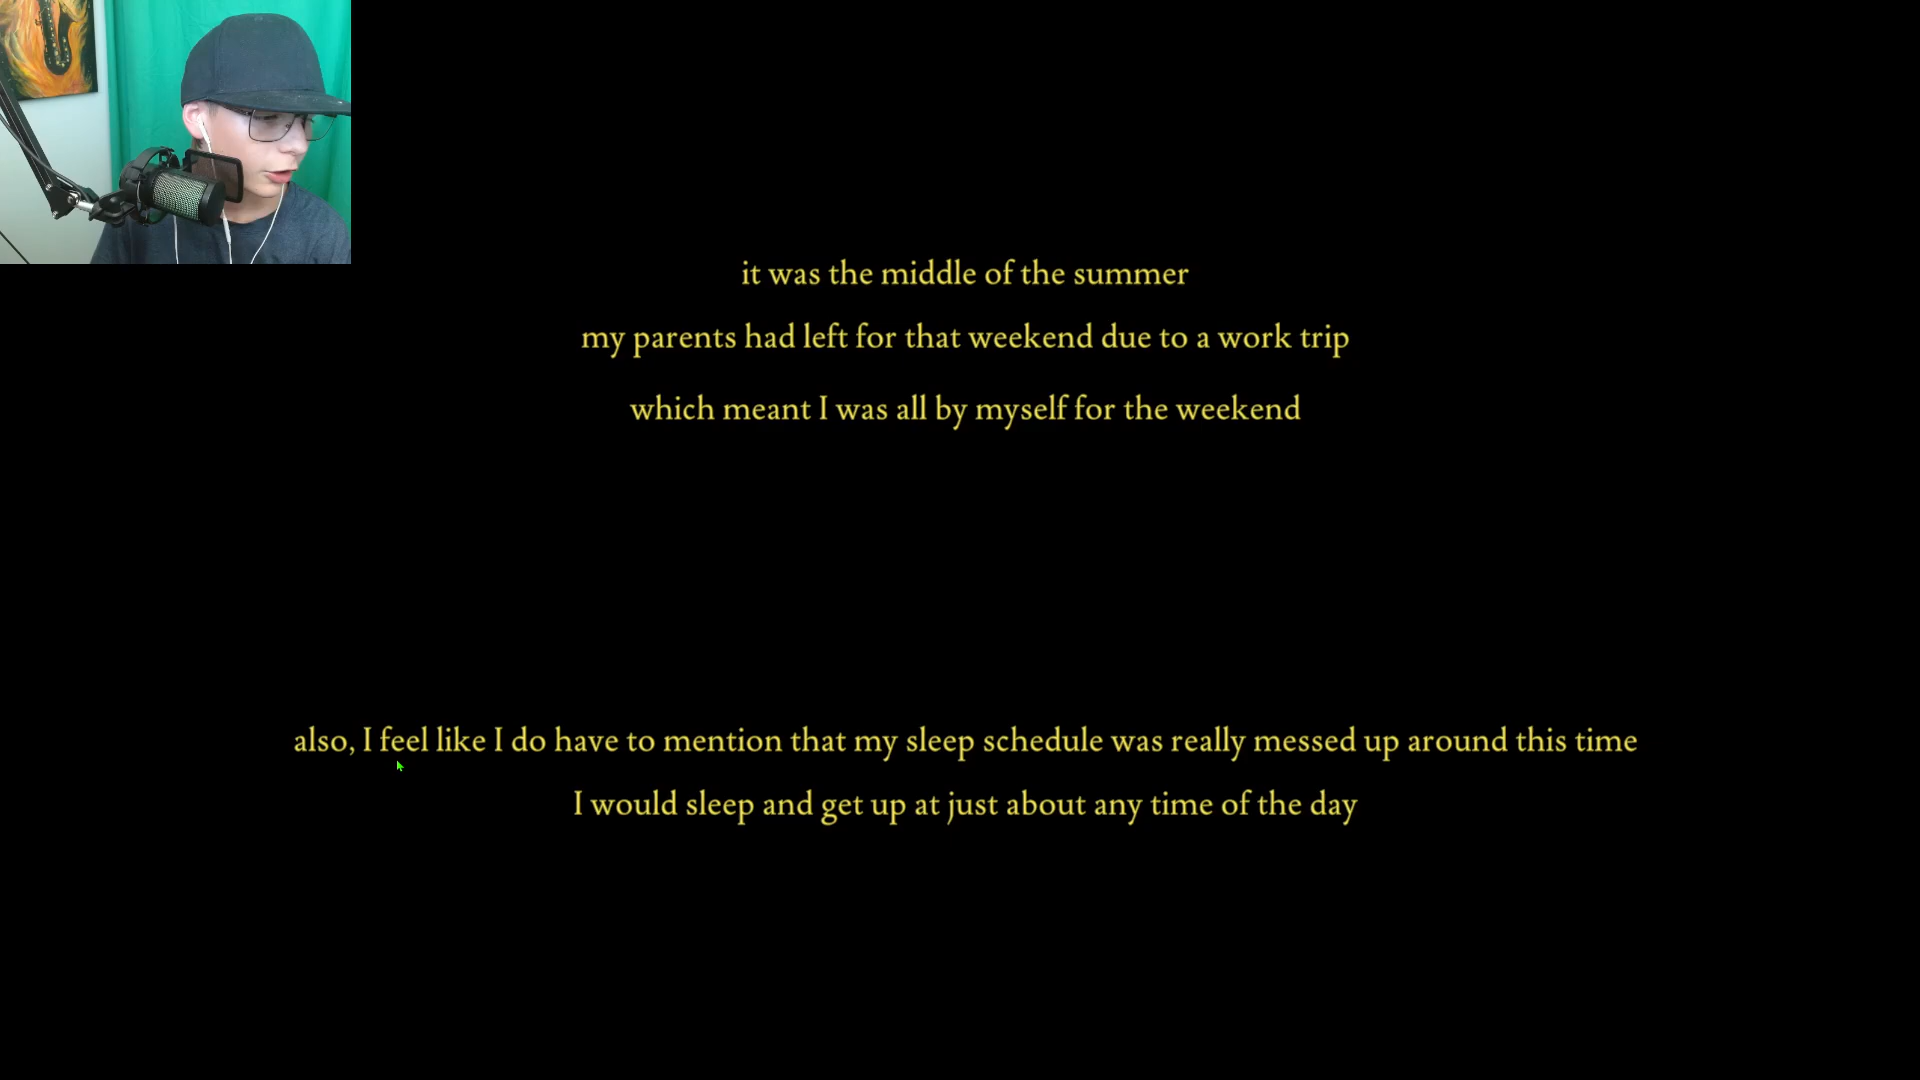 it was the middle of the summer
my parents had left for that weekend due to a work trip
which meant I was all by myself for the weekend
also, I feel like I do have to mention that my sleep schedule was really messed up around this time
I would sleep and get up at just about any time of the day